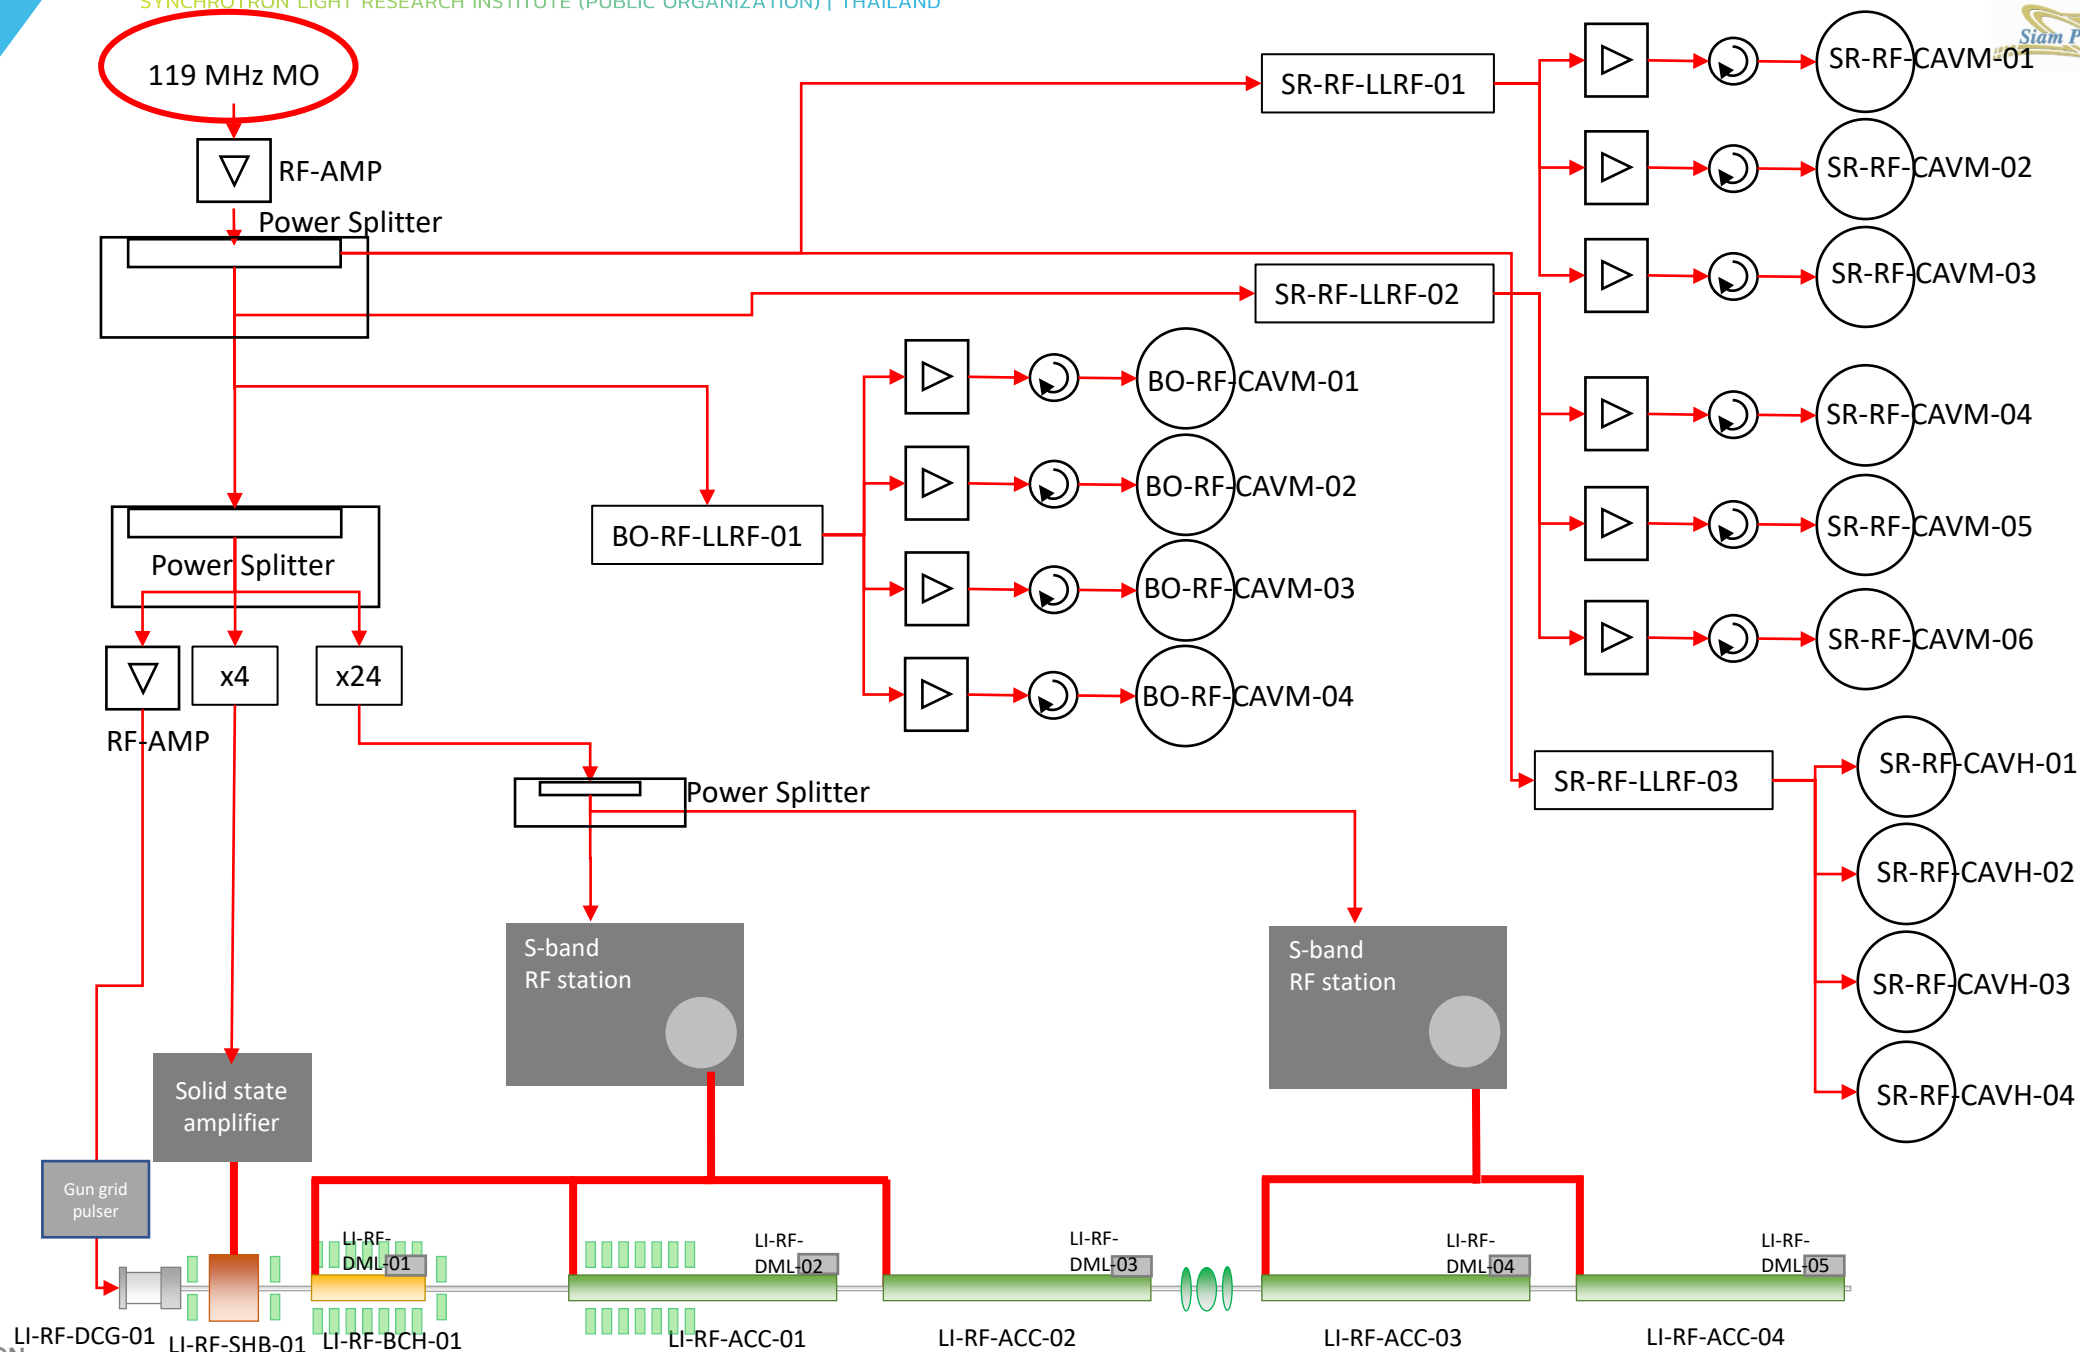 SYNCHROTRON LIGHT RESEARCH INSTITUTE (PUBLIC ORGANIZATION) | THAILAND
Siam P
119 MHz MO
RF-AMP
Power Splitter
SR-RF-LLRF-01
SR-RF-CAVM-01
SR-RF-CAVM-02
SR-RF-CAVM-03
SR-RF-LLRF-02
SR-RF-CAVM-04
SR-RF-CAVM-05
SR-RF-CAVM-06
BO-RF-LLRF-01
BO-RF-CAVM-01
BO-RF-CAVM-02
BO-RF-CAVM-03
BO-RF-CAVM-04
Power Splitter
x4
x24
RF-AMP
Power Splitter
SR-RF-LLRF-03
SR-RF-CAVH-01
SR-RF-CAVH-02
SR-RF-CAVH-03
SR-RF-CAVH-04
S-band
RF station
S-band
RF station
Solid state
amplifier
Gun grid
pulser
LI-RF-
DML-01
LI-RF-
DML-02
LI-RF-
DML-03
LI-RF-
DML-04
LI-RF-
DML-05
LI-RF-DCG-01
LI-RF-SHB-01
LI-RF-BCH-01
LI-RF-ACC-01
LI-RF-ACC-02
LI-RF-ACC-03
LI-RF-ACC-04